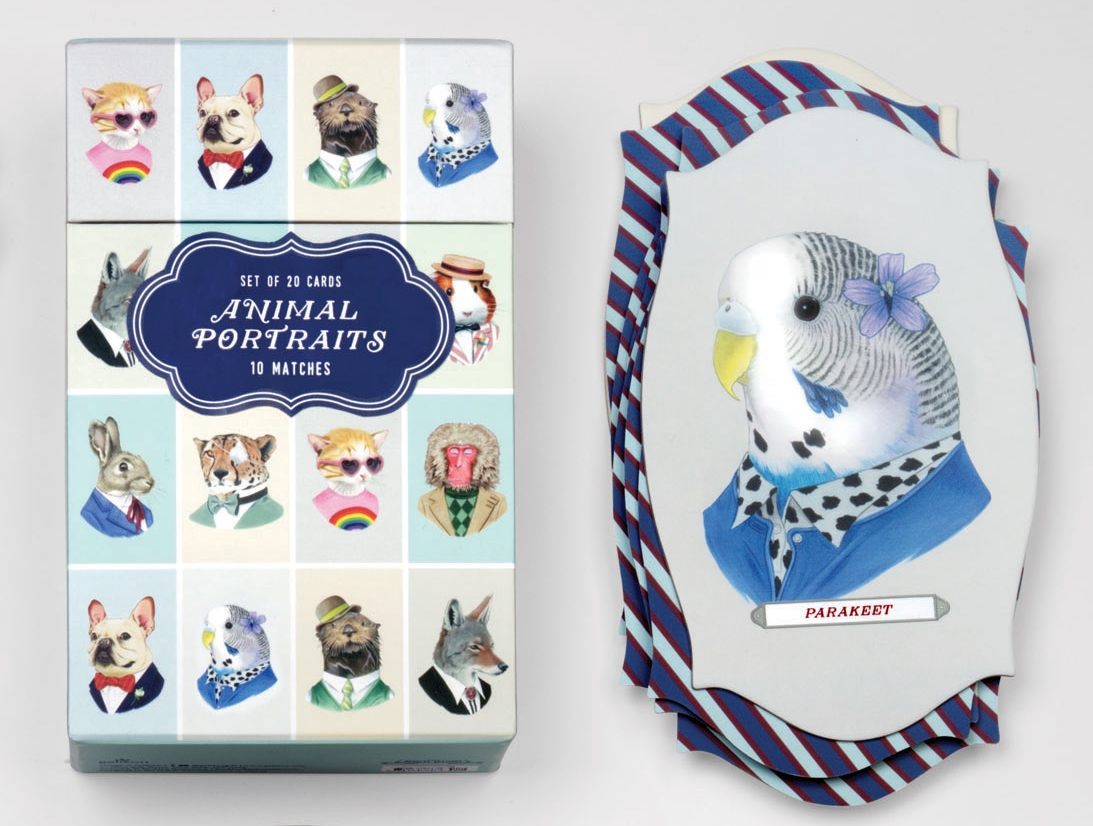 SET OF 20 CARDS
ANIMAL
PORTRAITS
10 MATCHES
PARAKEET